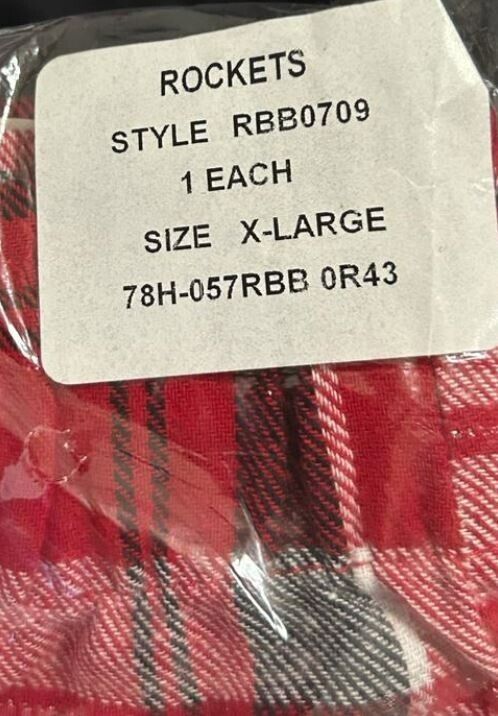 ROCKETS
STYLE RBB0709
1 EACH
SIZE X-LARGE
78H-057RBB 0R43